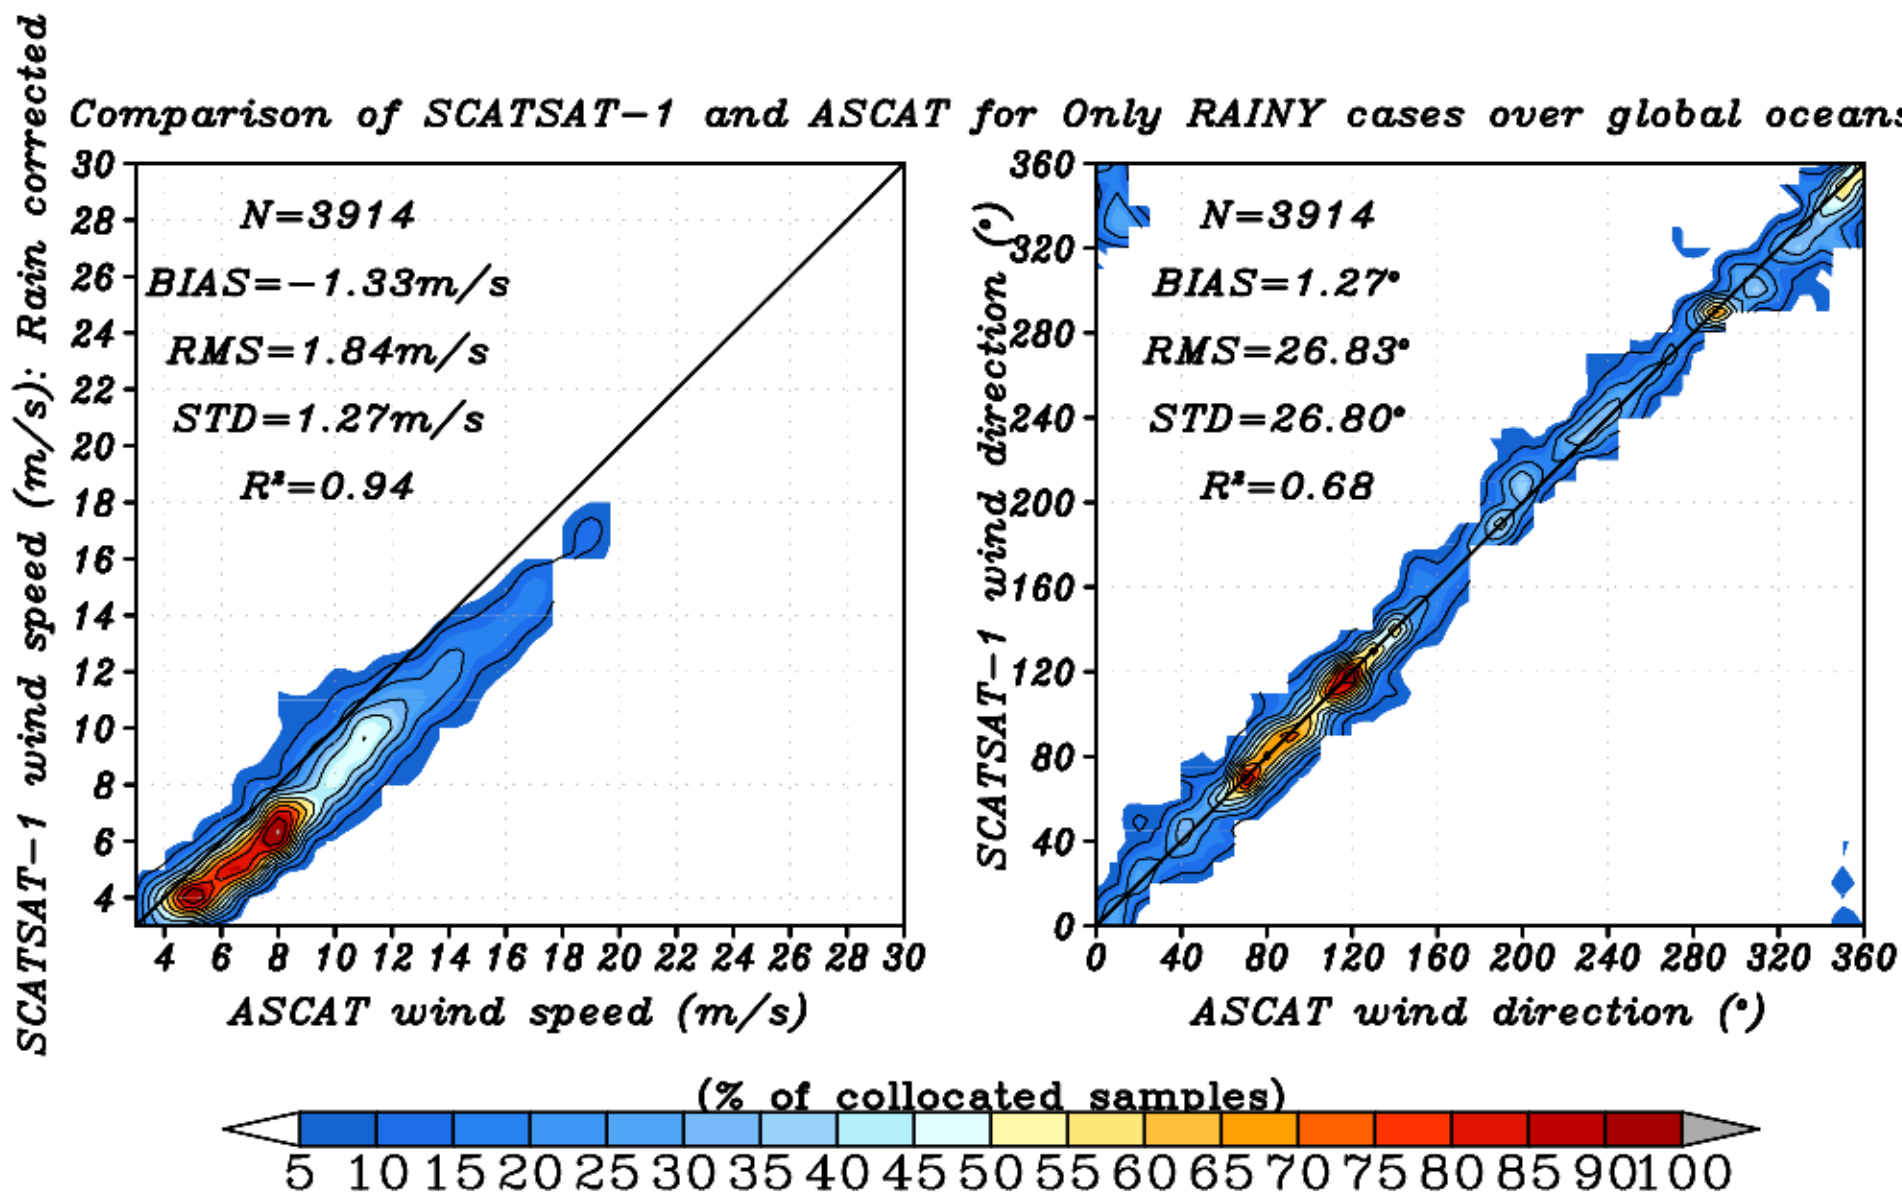 Comparison of SCATSAT-1 and ASCAT for Only RAINY cases over global oceans
SCATSAT-1 wind speed (m/s): Rain corrected
30
28
26
24
22
20
18
16
14
12
10
8
6
4
N=3914
BIAS=-1.33m/s
RMS=1.84m/s
STD=1.27m/s
R²=0.94
4 6 8 10 12 14 16 18 20 22 24 26 28 30
ASCAT wind speed (m/s)
SCATSAT-1 wind direction (°)
360
320
280
240
200
160
120
80
40
0
N=3914
BIAS=1.27°
RMS=26.83°
STD=26.80°
R²=0.68
0 40 80 120 160 200 240 280 320 360
ASCAT wind direction (°)
(% of collocated samples)
5 10 15 20 25 30 35 40 45 50 55 60 65 70 75 80 85 90 100